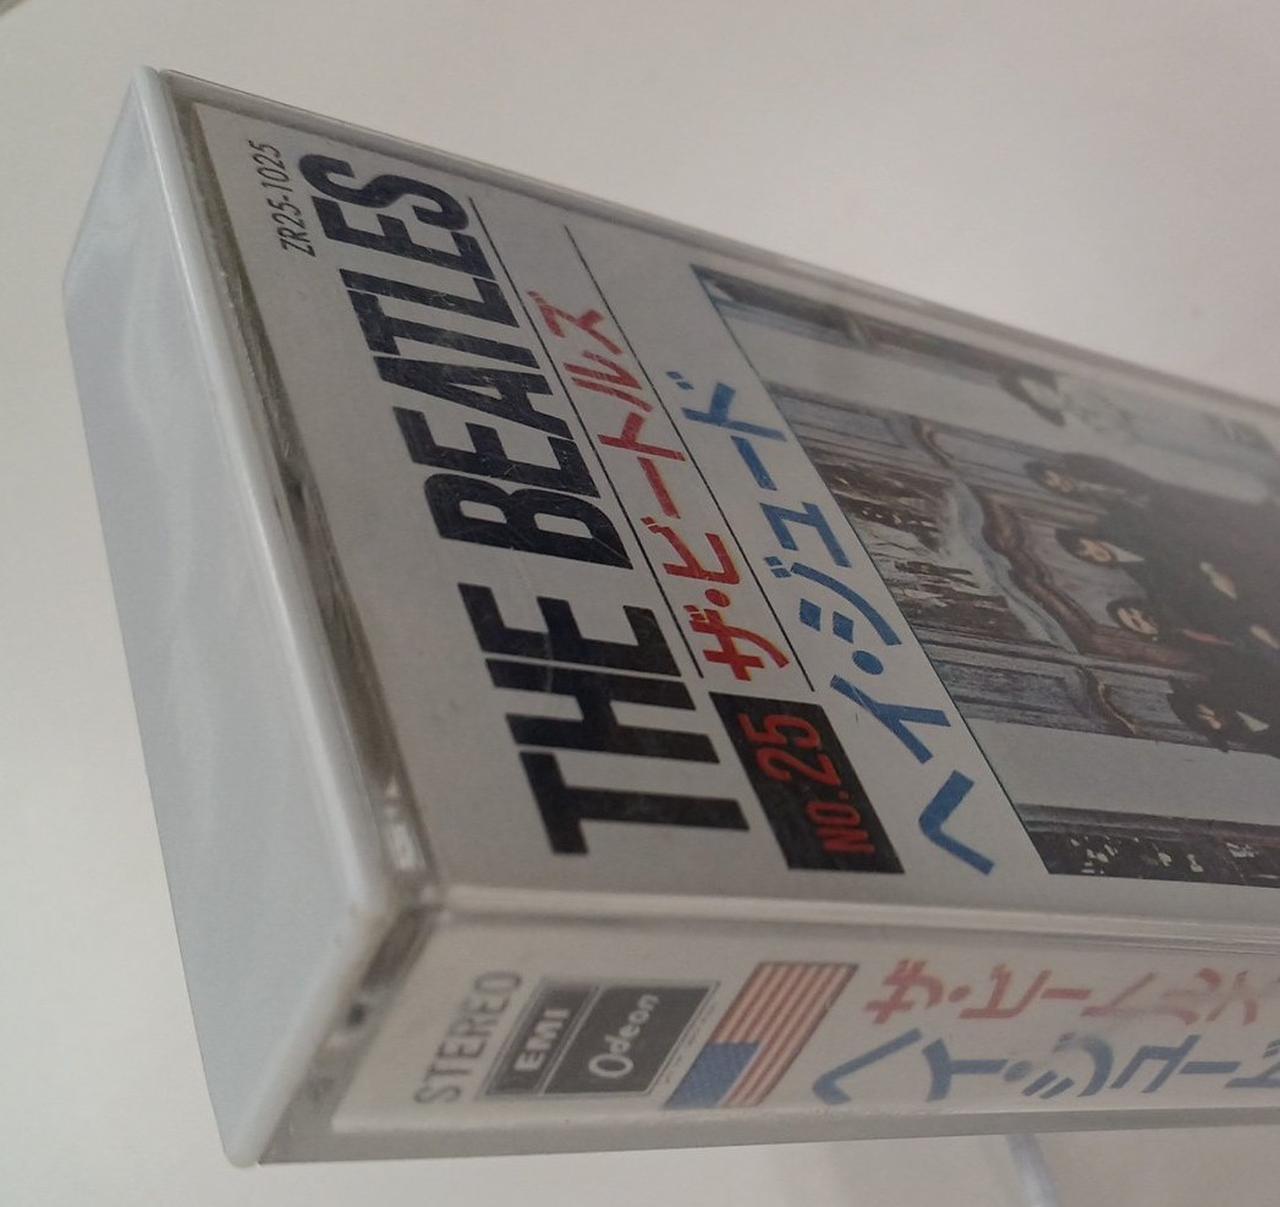 ZR25-1025
THE BEATLES
ザ・ビートルズ
NO.25
ヘイ・ジュード
STEREO
EMI
Odeon
ザ・ビートルズ
ヘイ・ジュード